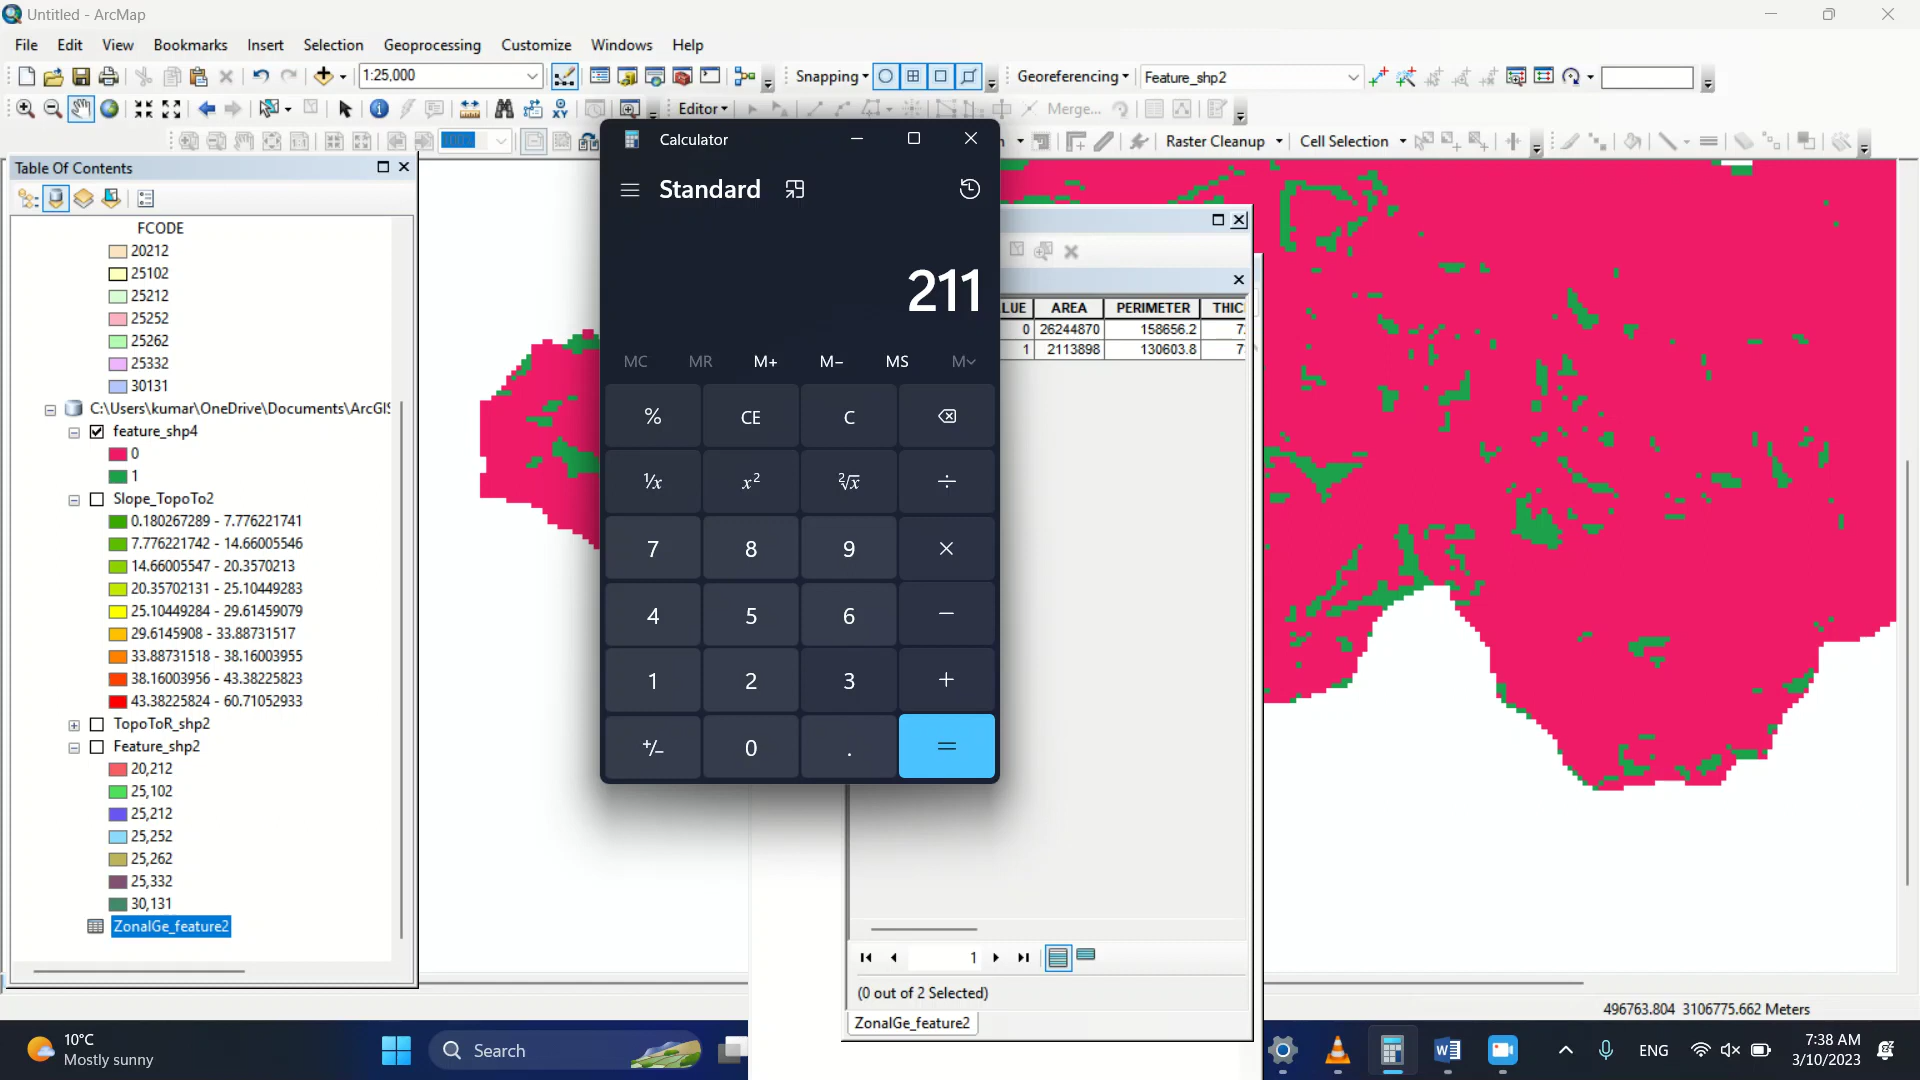 Untitled - ArcMap
File Edit View Bookmarks Insert Selection Geoprocessing Customize Windows Help
1:25,000 Snapping Georeferencing Feature_shp2
Editor Merge...
Raster Cleanup Cell Selection
Table Of Contents
FCODE
20212
25102
25212
25252
25262
25332
30131
C:\Users\kumar\OneDrive\Documents\ArcGIS
feature_shp4
0
1
Slope_TopoTo2
0.180267289 - 7.776221741
7.776221742 - 14.66005546
14.66005547 - 20.3570213
20.35702131 - 25.10449283
25.10449284 - 29.61459079
29.6145908 - 33.88731517
33.88731518 - 38.16003955
38.16003956 - 43.38225823
43.38225824 - 60.71052933
TopoToR_shp2
Feature_shp2
20,212
25,102
25,212
25,252
25,262
25,332
30,131
ZonalGe_feature2
Calculator
Standard
211
MC MR M+ M− MS M
% CE C
1/x x² ²√x ÷
7 8 9 ×
4 5 6 −
1 2 3 +
+/− 0 . =
LUE AREA PERIMETER THIC
0 26244870 158656.2 7
1 2113898 130603.8 7
1
(0 out of 2 Selected)
ZonalGe_feature2
496763.804 3106775.662 Meters
10°C
Mostly sunny
Search
ENG
7:38 AM
3/10/2023